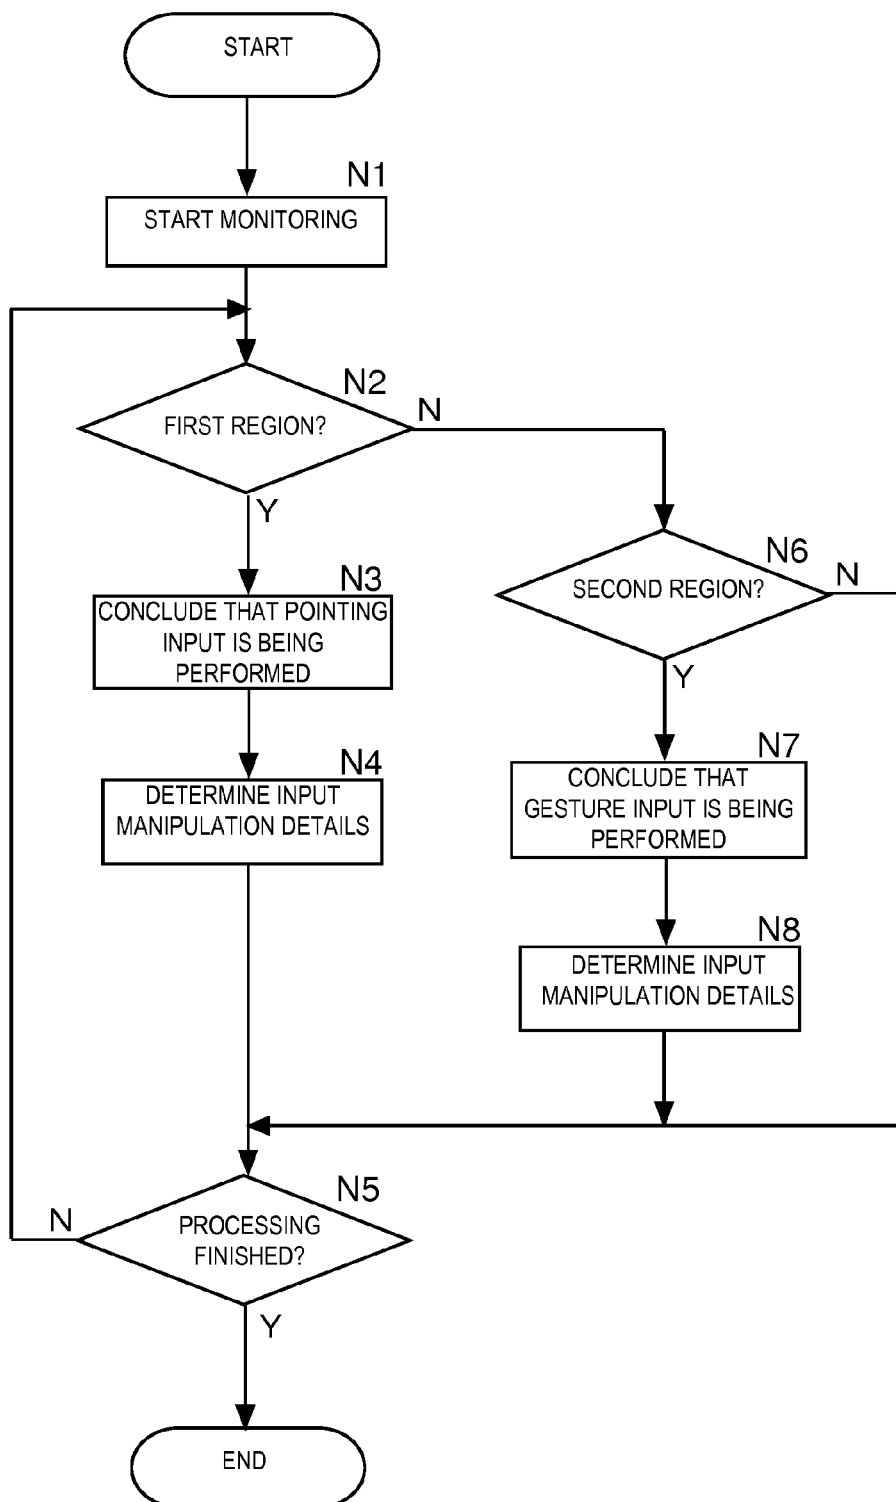 START
N1
START MONITORING
N2
FIRST REGION?
N
Y
N3
CONCLUDE THAT POINTING
INPUT IS BEING
PERFORMED
N4
DETERMINE INPUT
MANIPULATION DETAILS
N6
SECOND REGION?
N
Y
N7
CONCLUDE THAT
GESTURE INPUT IS BEING
PERFORMED
N8
DETERMINE INPUT
MANIPULATION DETAILS
N5
PROCESSING
FINISHED?
N
Y
END